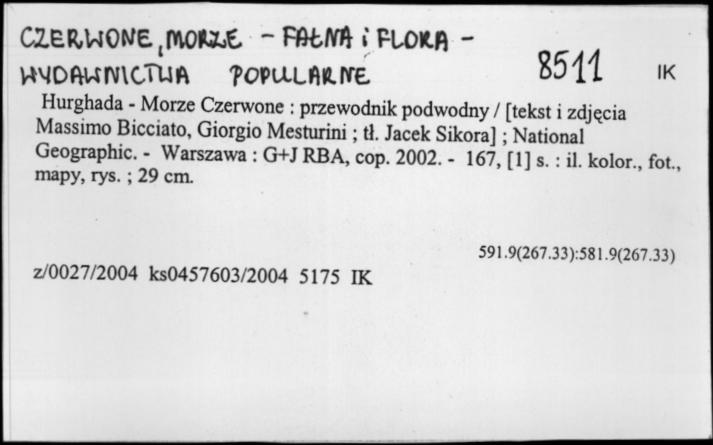 CZERWONE, MORZE - FAŁNA i FLORA -
WYDAWNICTWA POPULARNE
8511 IK
Hurghada - Morze Czerwone : przewodnik podwodny / [tekst i zdjęcia
Massimo Bicciato, Giorgio Mesturini ; tł. Jacek Sikora] ; National
Geographic. - Warszawa : G+J RBA, cop. 2002. - 167, [1] s. : il. kolor., fot.,
mapy, rys. ; 29 cm.
591.9(267.33):581.9(267.33)
z/0027/2004 ks0457603/2004 5175 IK